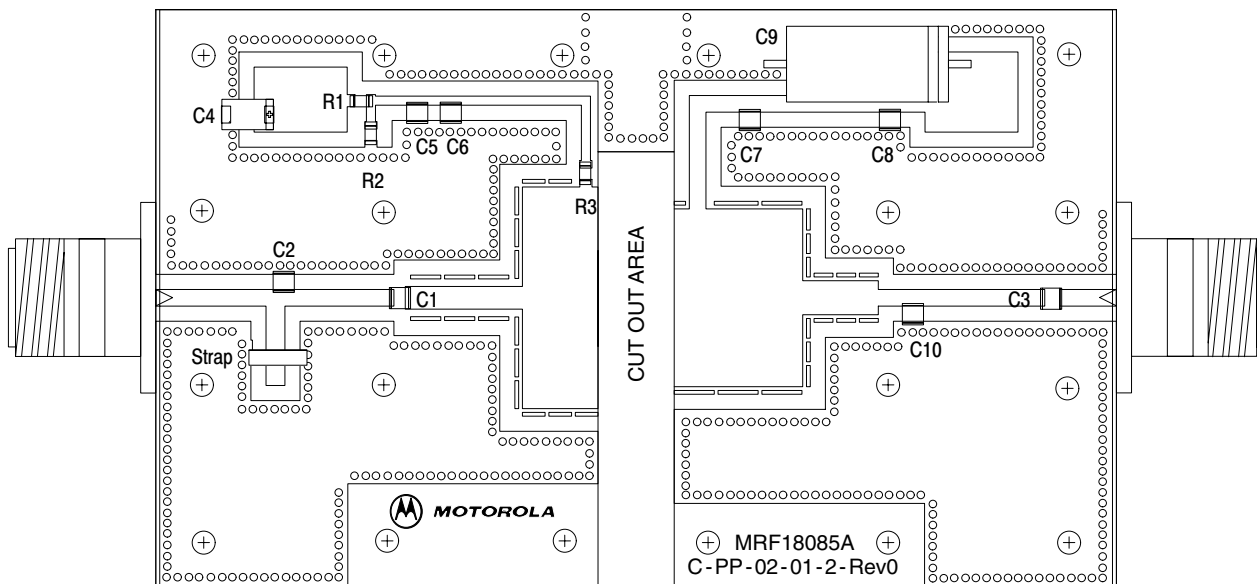 C9
C4
R1
C5 C6
R2
R3
C7
C8
C2
C1
C3
C10
Strap
CUT OUT AREA
MOTOROLA
MRF18085A
C-PP-02-01-2-Rev0